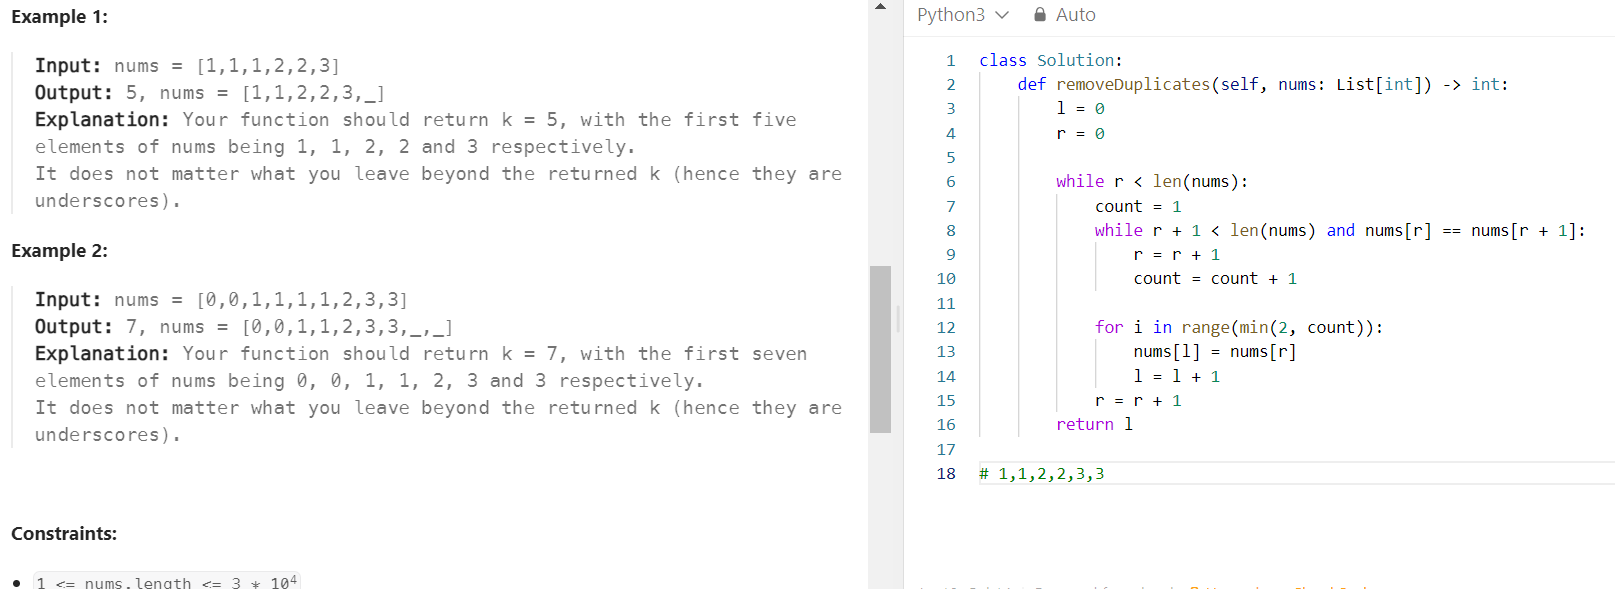 Example 1:
Input: nums = [1,1,1,2,2,3]
Output: 5, nums = [1,1,2,2,3,_]
Explanation: Your function should return k = 5, with the first five
elements of nums being 1, 1, 2, 2 and 3 respectively.
It does not matter what you leave beyond the returned k (hence they are
underscores).
Example 2:
Input: nums = [0,0,1,1,1,1,2,3,3]
Output: 7, nums = [0,0,1,1,2,3,3,_,_]
Explanation: Your function should return k = 7, with the first seven
elements of nums being 0, 0, 1, 1, 2, 3 and 3 respectively.
It does not matter what you leave beyond the returned k (hence they are
underscores).
Constraints:
• 1 <= nums.length <= 3 * 10⁴
Python3 Auto
1 class Solution:
2     def removeDuplicates(self, nums: List[int]) -> int:
3         l = 0
4         r = 0
5
6         while r < len(nums):
7             count = 1
8             while r + 1 < len(nums) and nums[r] == nums[r + 1]:
9                 r = r + 1
10                 count = count + 1
11
12             for i in range(min(2, count)):
13                 nums[l] = nums[r]
14                 l = l + 1
15             r = r + 1
16         return l
17
18 # 1,1,2,2,3,3